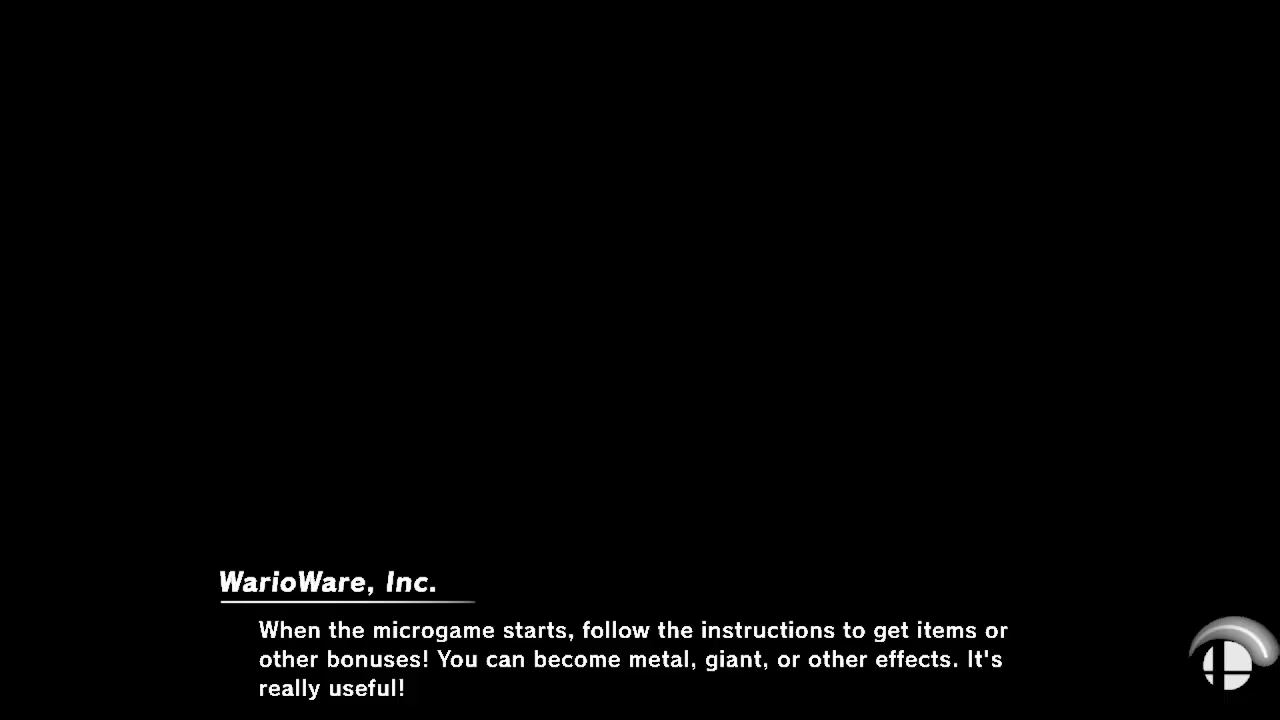 WarioWare, Inc.
When the microgame starts, follow the instructions to get items or
other bonuses! You can become metal, giant, or other effects. It's
really useful!